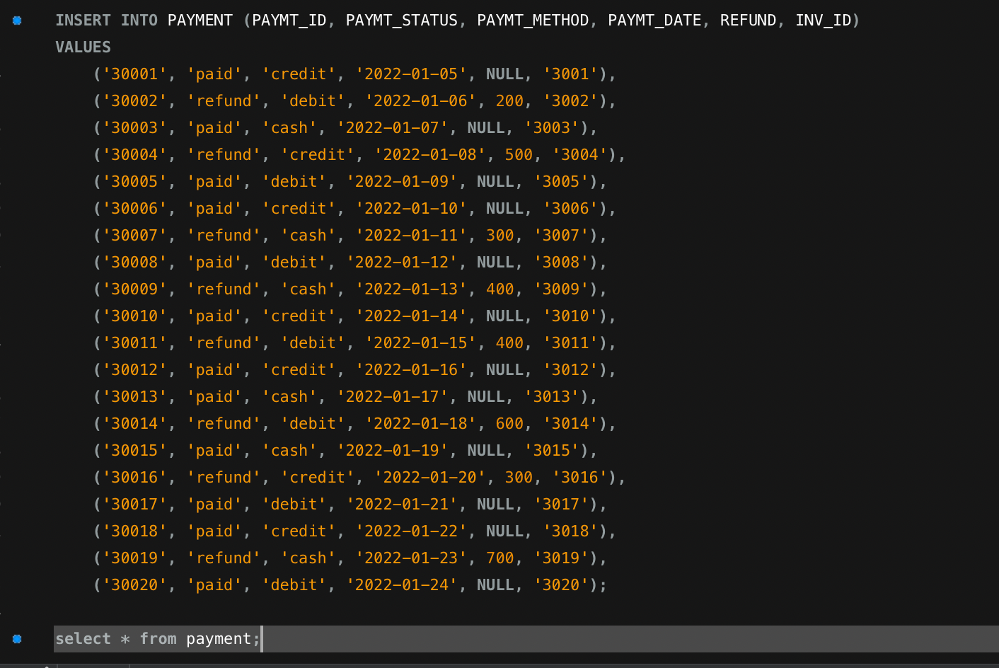 INSERT INTO PAYMENT (PAYMT_ID, PAYMT_STATUS, PAYMT_METHOD, PAYMT_DATE, REFUND, INV_ID)
VALUES
('30001', 'paid', 'credit', '2022-01-05', NULL, '3001'),
('30002', 'refund', 'debit', '2022-01-06', 200, '3002'),
('30003', 'paid', 'cash', '2022-01-07', NULL, '3003'),
('30004', 'refund', 'credit', '2022-01-08', 500, '3004'),
('30005', 'paid', 'debit', '2022-01-09', NULL, '3005'),
('30006', 'paid', 'credit', '2022-01-10', NULL, '3006'),
('30007', 'refund', 'cash', '2022-01-11', 300, '3007'),
('30008', 'paid', 'debit', '2022-01-12', NULL, '3008'),
('30009', 'refund', 'cash', '2022-01-13', 400, '3009'),
('30010', 'paid', 'credit', '2022-01-14', NULL, '3010'),
('30011', 'refund', 'debit', '2022-01-15', 400, '3011'),
('30012', 'paid', 'credit', '2022-01-16', NULL, '3012'),
('30013', 'paid', 'cash', '2022-01-17', NULL, '3013'),
('30014', 'refund', 'debit', '2022-01-18', 600, '3014'),
('30015', 'paid', 'cash', '2022-01-19', NULL, '3015'),
('30016', 'refund', 'credit', '2022-01-20', 300, '3016'),
('30017', 'paid', 'debit', '2022-01-21', NULL, '3017'),
('30018', 'paid', 'credit', '2022-01-22', NULL, '3018'),
('30019', 'refund', 'cash', '2022-01-23', 700, '3019'),
('30020', 'paid', 'debit', '2022-01-24', NULL, '3020');
select * from payment;